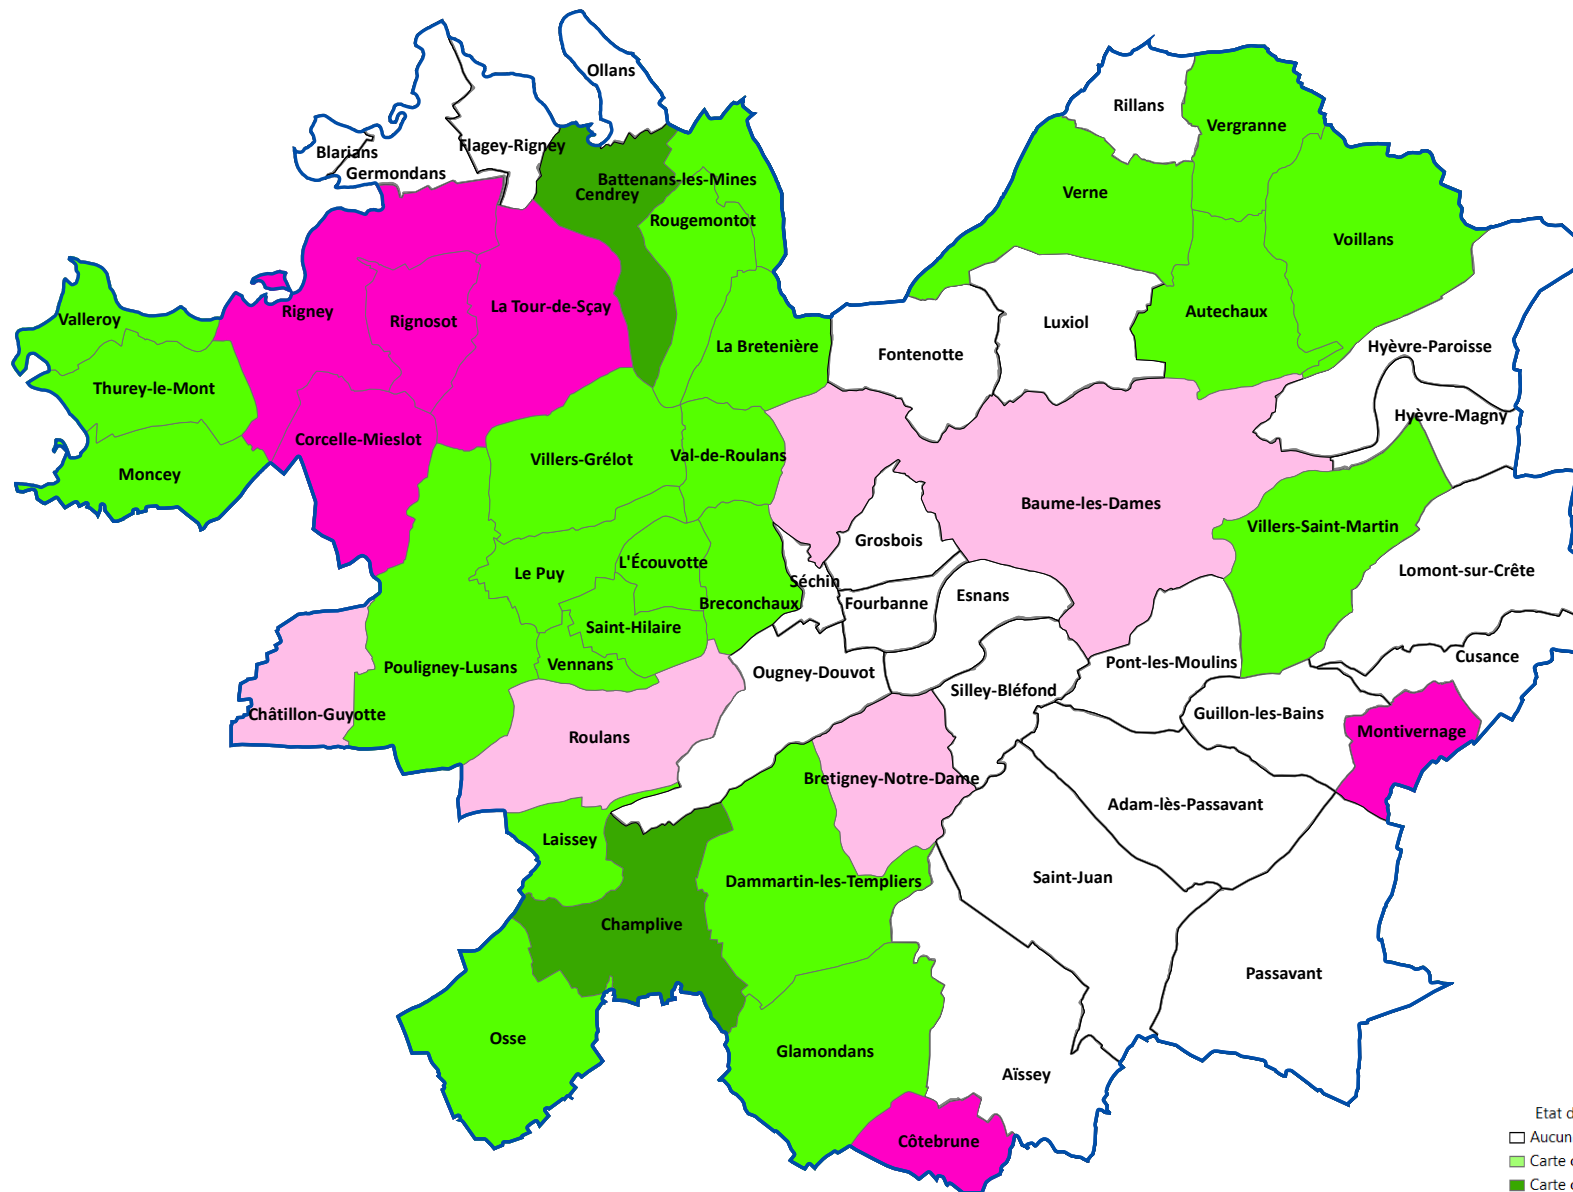 Ollans
Rillans
Vergranne
Flagey-Rigney
Blarians
Germondans
Battenans-les-Mines
Cendrey
Verne
Rougemontot
Voillans
La Tour-de-Sçay
Rigney
Autechaux
Valleroy
Rignosot
Luxiol
La Bretenière
Hyèvre-Paroisse
Fontenotte
Thurey-le-Mont
Hyèvre-Magny
Corcelle-Mieslot
Villers-Grélot
Val-de-Roulans
Moncey
Baume-les-Dames
Villers-Saint-Martin
Grosbois
L'Écouvotte
Le Puy
Lomont-sur-Crête
Séchin
Esnans
Breconchaux
Fourbanne
Saint-Hilaire
Cusance
Vennans
Pouligney-Lusans
Pont-les-Moulins
Ougney-Douvot
Silley-Bléfond
Châtillon-Guyotte
Guillon-les-Bains
Montivernage
Roulans
Bretigney-Notre-Dame
Adam-lès-Passavant
Laissey
Saint-Juan
Dammartin-les-Templiers
Champlive
Passavant
Osse
Glamondans
Aïssey
Côtebrune
Etat d
Aucun
Carte
Carte